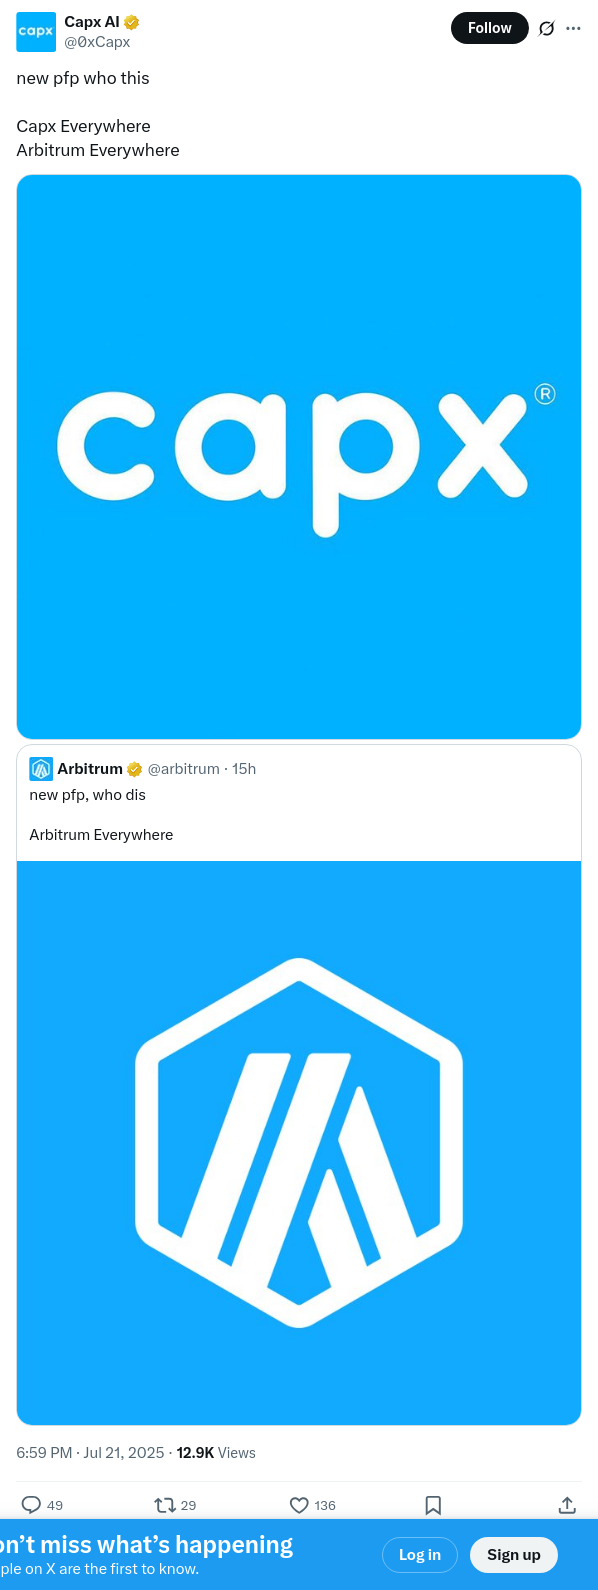 Capx AI
@0xCapx
Follow
new pfp who this
Capx Everywhere
Arbitrum Everywhere
capx®
Arbitrum @arbitrum · 15h
new pfp, who dis
Arbitrum Everywhere
6:59 PM · Jul 21, 2025 · 12.9K Views
49 29 136
on’t miss what’s happening
ple on X are the first to know.
Log in
Sign up